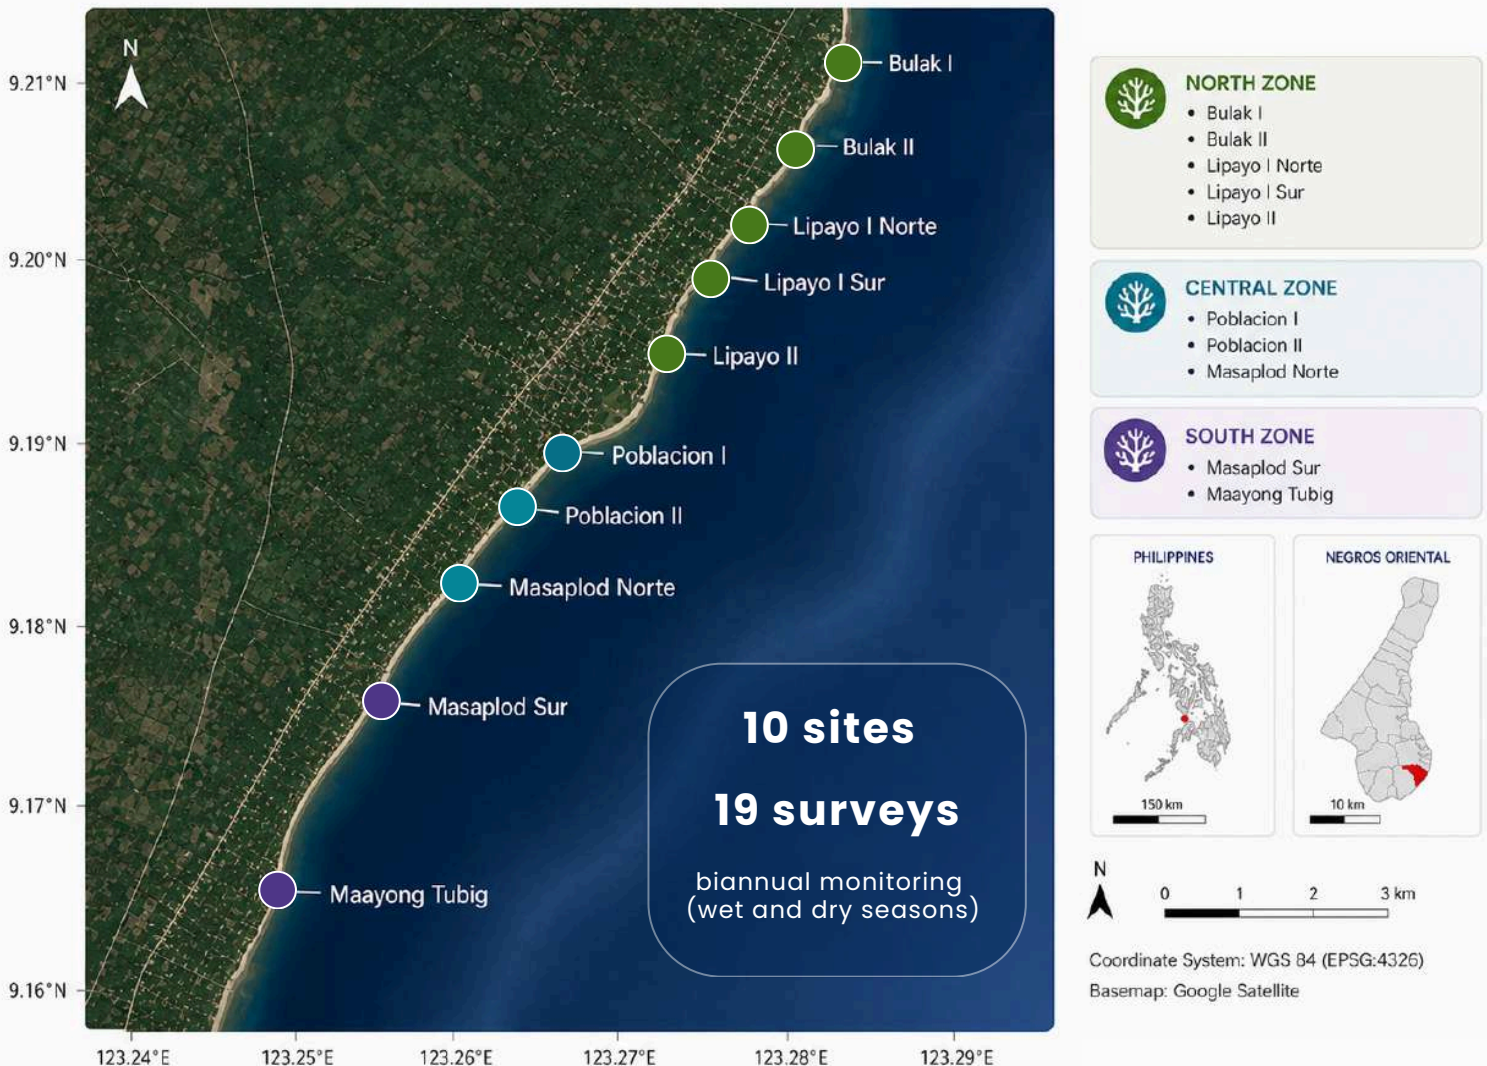 N
9.21°N
9.20°N
9.19°N
9.18°N
9.17°N
9.16°N
123.24°E
123.25°E
123.26°E
123.27°E
123.28°E
123.29°E
Bulak I
Bulak II
Lipayo I Norte
Lipayo I Sur
Lipayo II
Poblacion I
Poblacion II
Masaplod Norte
Masaplod Sur
Maayong Tubig
10 sites
19 surveys
biannual monitoring
(wet and dry seasons)
NORTH ZONE
• Bulak I
• Bulak II
• Lipayo I Norte
• Lipayo I Sur
• Lipayo II
CENTRAL ZONE
• Poblacion I
• Poblacion II
• Masaplod Norte
SOUTH ZONE
• Masaplod Sur
• Maayong Tubig
PHILIPPINES
150 km
NEGROS ORIENTAL
10 km
N
0 1 2 3 km
Coordinate System: WGS 84 (EPSG:4326)
Basemap: Google Satellite